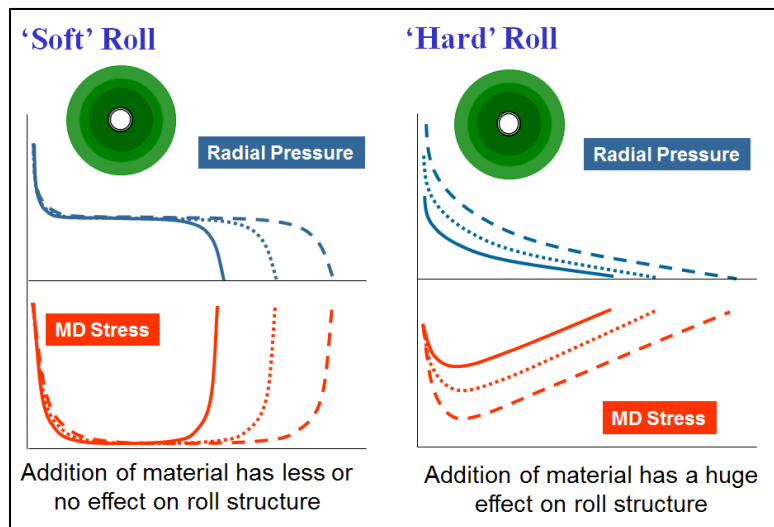 ‘Soft’ Roll
Radial Pressure
MD Stress
Addition of material has less or
no effect on roll structure
‘Hard’ Roll
Radial Pressure
MD Stress
Addition of material has a huge
effect on roll structure